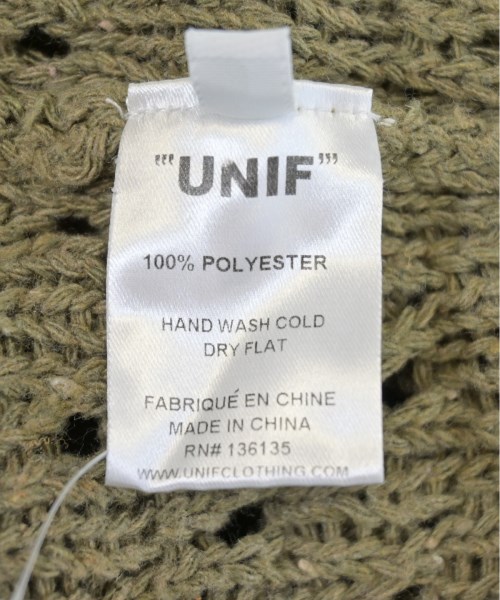 "'UNIF'"
100% POLYESTER
HAND WASH COLD
DRY FLAT
FABRIQUÉ EN CHINE
MADE IN CHINA
RN# 136135
WWW.UNIFCLOTHING.COM